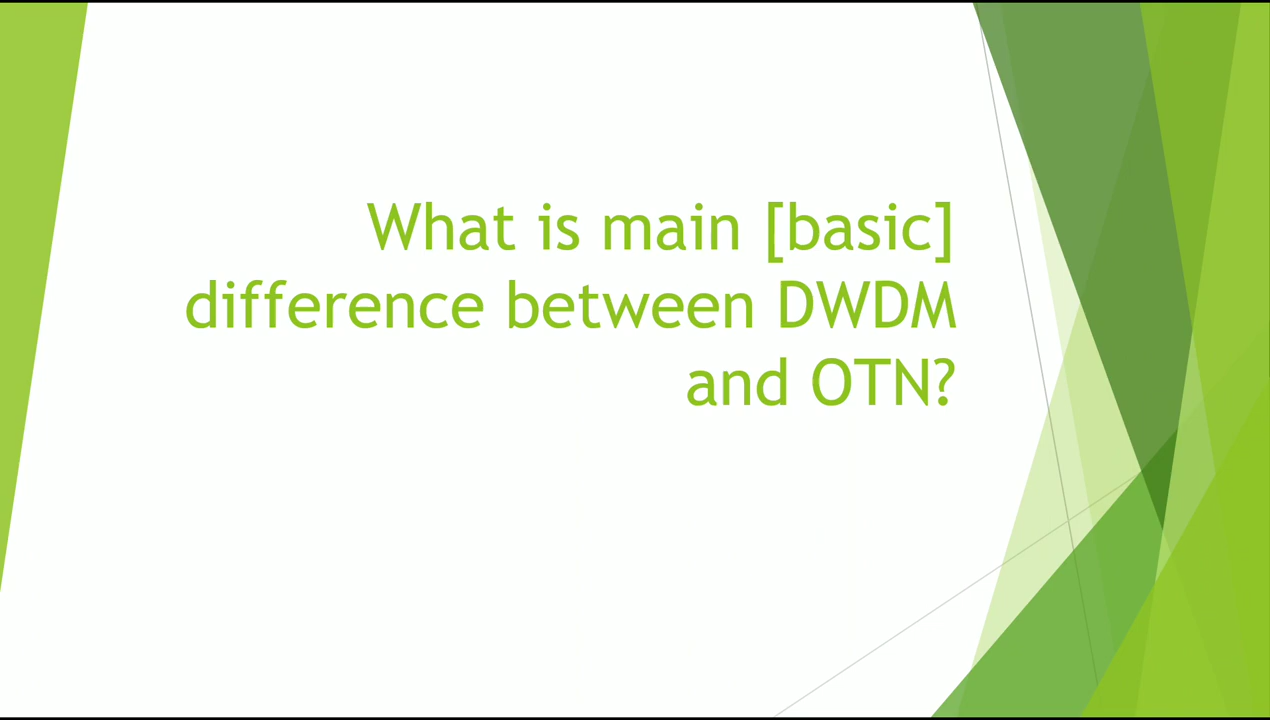 What is main [basic]
difference between DWDM
and OTN?